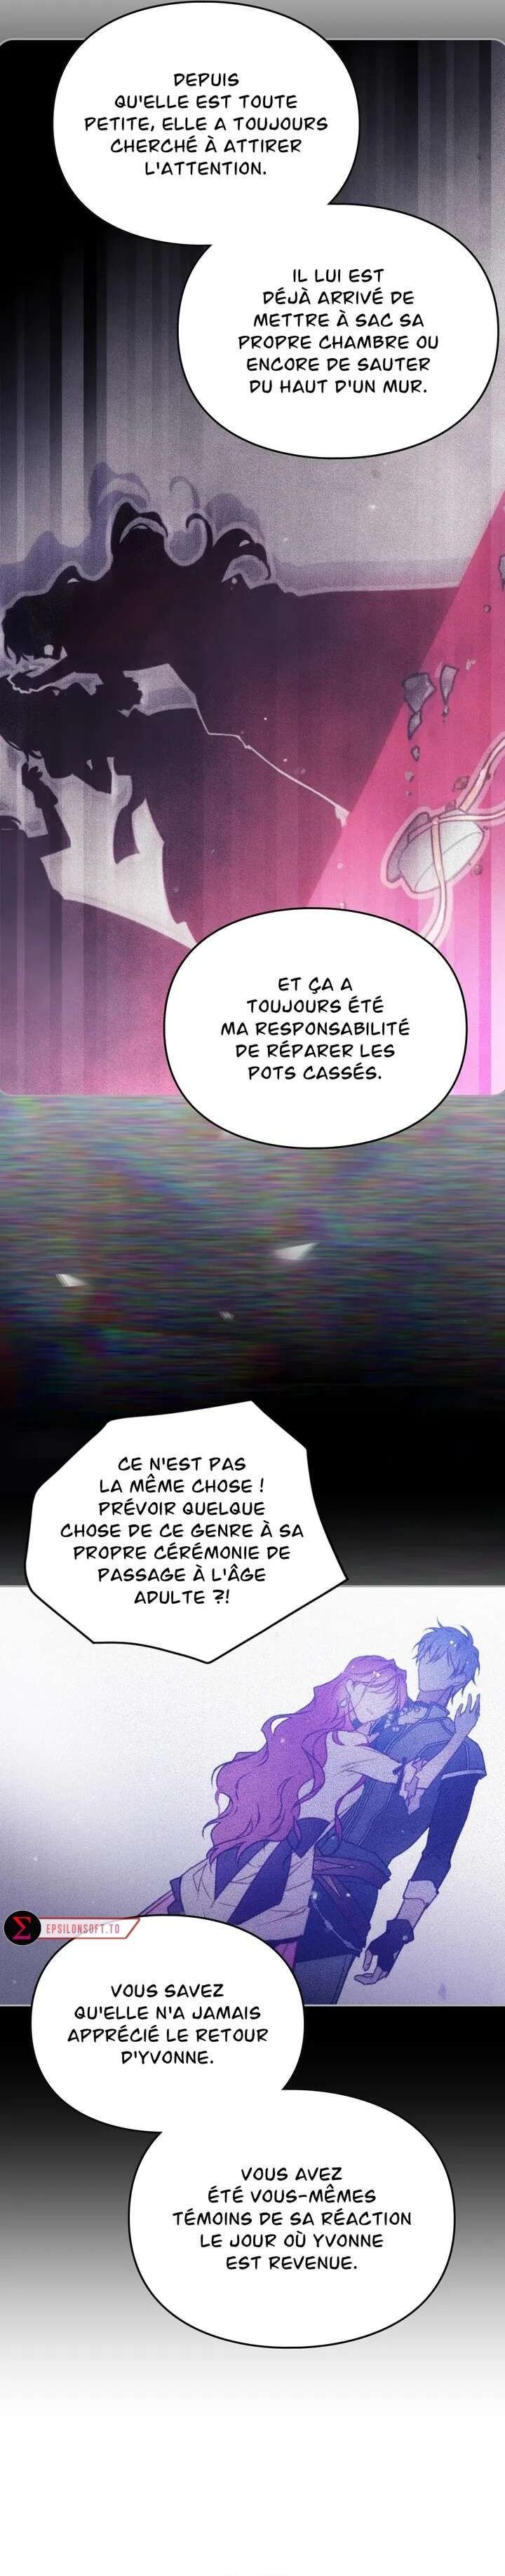 DEPUIS
QU'ELLE EST TOUTE
PETITE, ELLE A TOUJOURS
CHERCHÉ À ATTIRER
L'ATTENTION.
IL LUI EST
DÉJÀ ARRIVÉ DE
METTRE À SAC SA
PROPRE CHAMBRE OU
ENCORE DE SAUTER
DU HAUT D'UN MUR.
ET ÇA A
TOUJOURS ÉTÉ
MA RESPONSABILITÉ
DE RÉPARER LES
POTS CASSÉS.
CE N'EST PAS
LA MÊME CHOSE !
PRÉVOIR QUELQUE
CHOSE DE CE GENRE À SA
PROPRE CÉRÉMONIE DE
PASSAGE À L'ÂGE
ADULTE ?!
EPSILONSOFT.TO
VOUS SAVEZ
QU'ELLE N'A JAMAIS
APPRÉCIÉ LE RETOUR
D'YVONNE.
VOUS AVEZ
ÉTÉ VOUS-MÊMES
TÉMOINS DE SA RÉACTION
LE JOUR OÙ YVONNE
EST REVENUE.